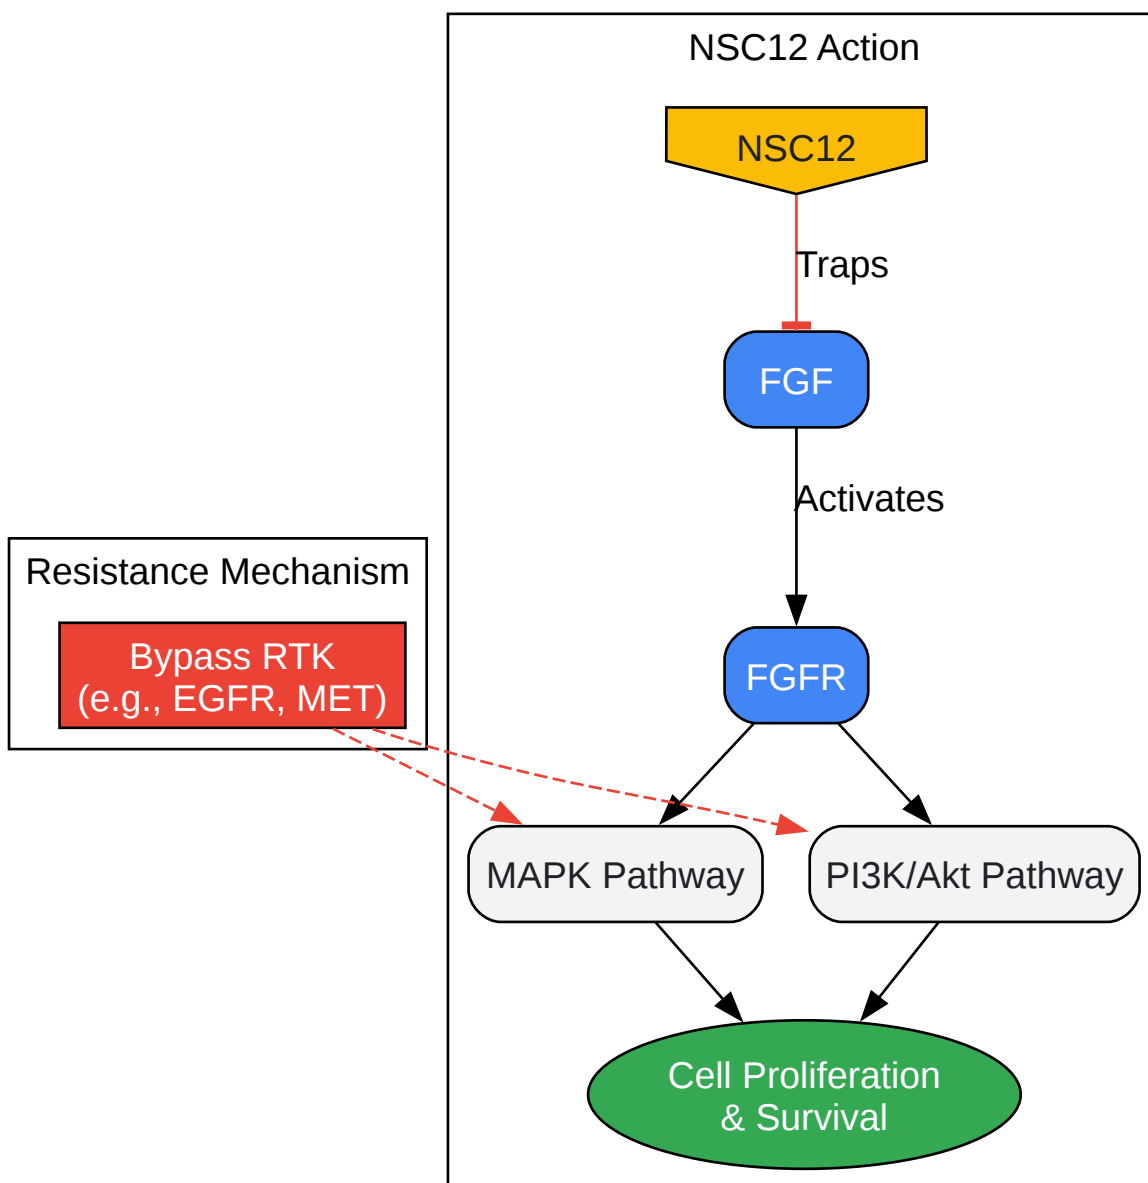 NSC12 Action
NSC12
Traps
FGF
Activates
Resistance Mechanism
Bypass RTK
(e.g., EGFR, MET)
FGFR
MAPK Pathway
PI3K/Akt Pathway
Cell Proliferation
& Survival